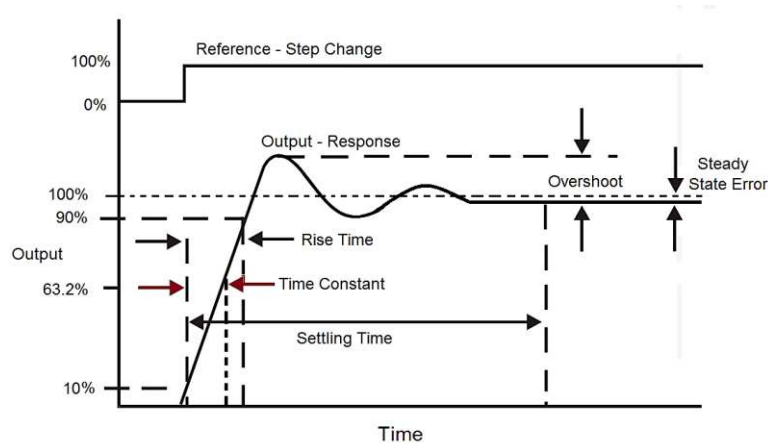 Reference - Step Change
100%
0%
Output - Response
100%
Overshoot
Steady
State Error
90%
Rise Time
Output
63.2%
Time Constant
Settling Time
10%
Time